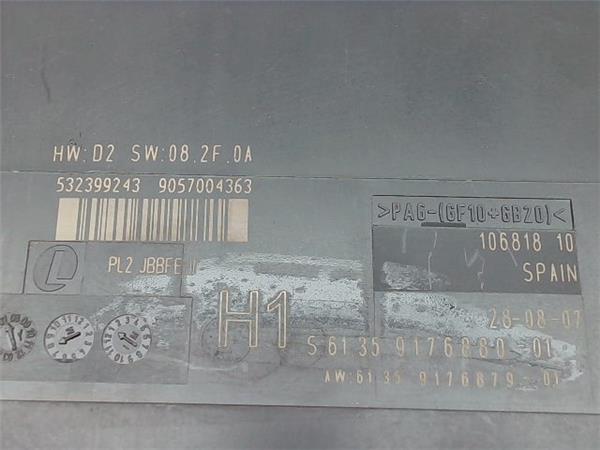 HW:D2 SW:08.2F.0A
532399243 9057004363
>PA6-(GF10+GB20)<
106818 10
PL2 JBBFE
SPAIN
H1
28-08-07
S 61.35 9176880-01
AW:61.35 9176879-01